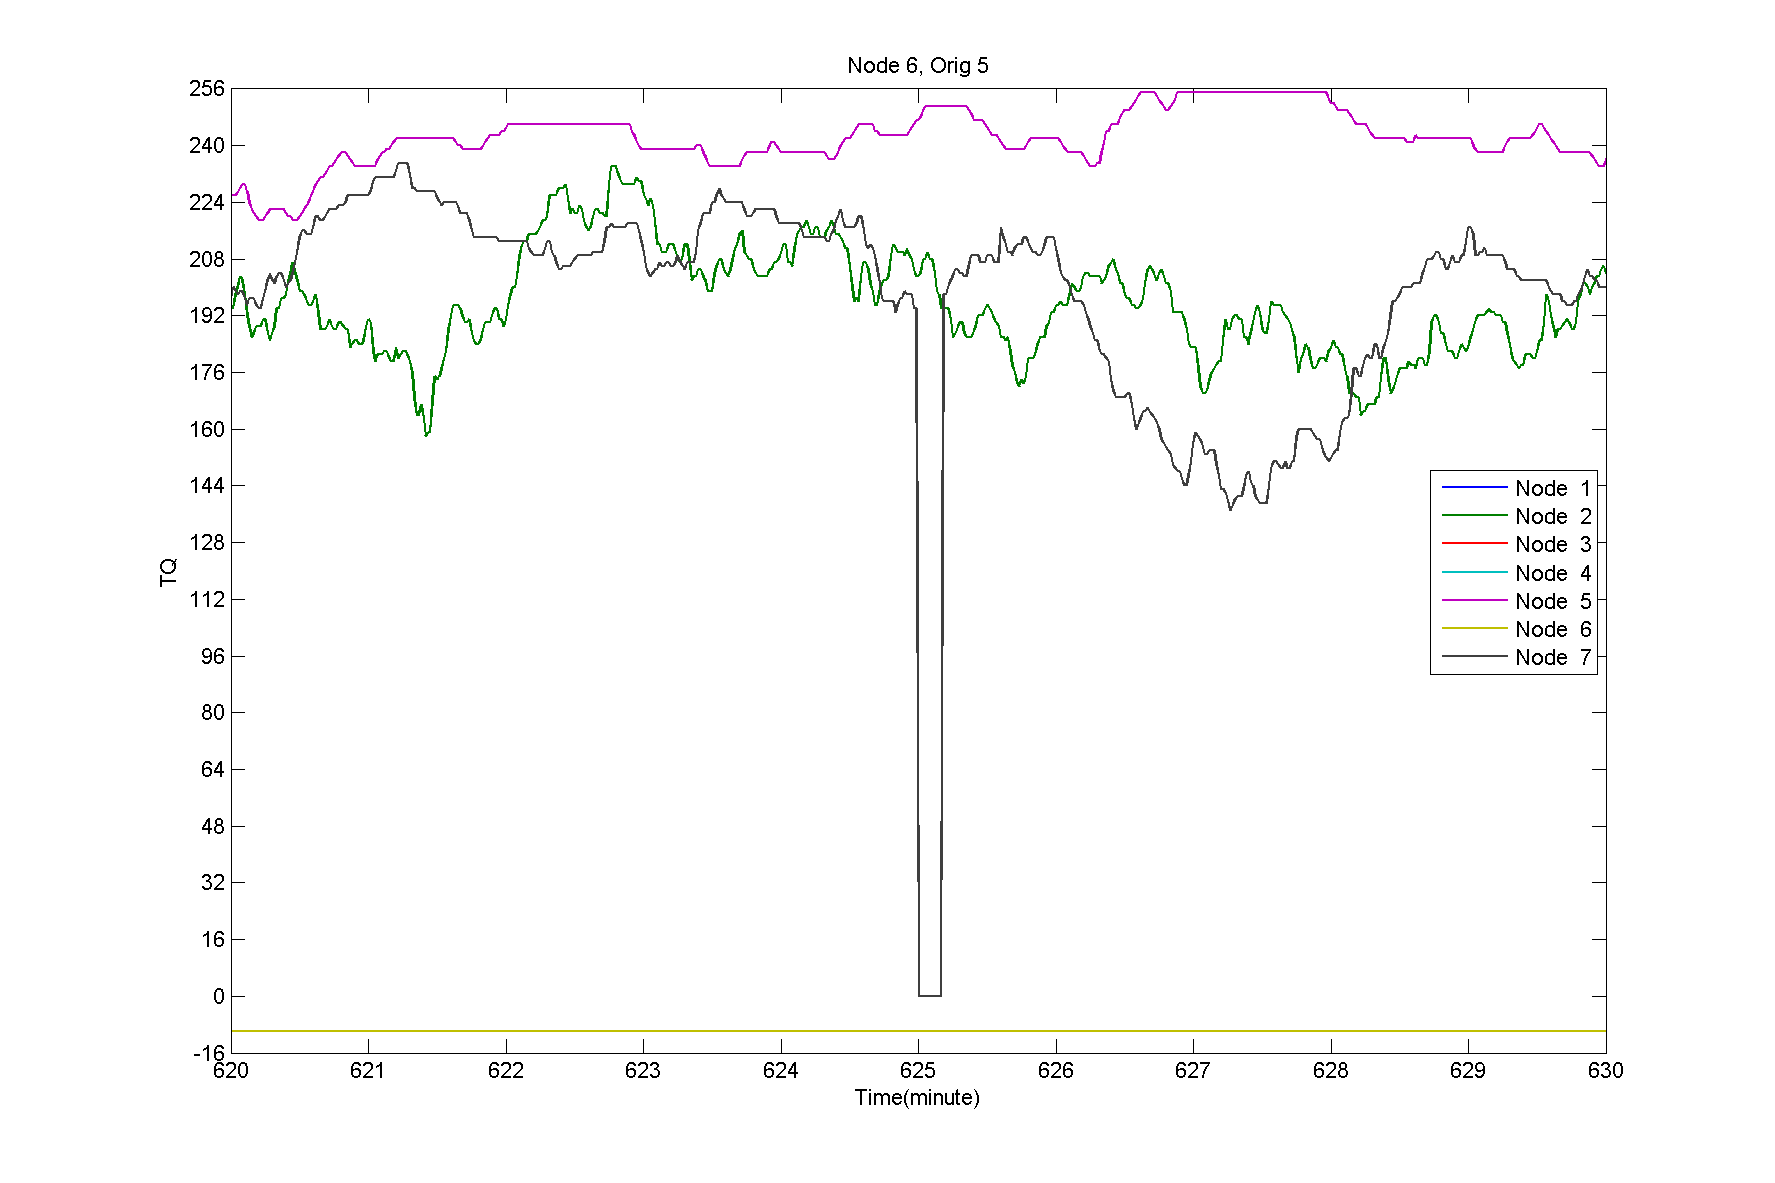 Node 6, Orig 5
256
240
224
208
192
176
160
144
128
112
96
80
64
48
32
16
0
-16
TQ
620 621 622 623 624 625 626 627 628 629 630
Time(minute)
Node 1
Node 2
Node 3
Node 4
Node 5
Node 6
Node 7